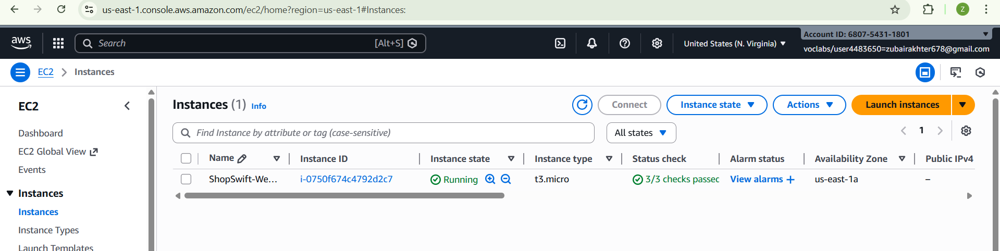 us-east-1.console.aws.amazon.com/ec2/home?region=us-east-1#Instances:
Z
aws
Search [Alt+S]
United States (N. Virginia)
Account ID: 6807-5431-1801
voclabs/user4483650=zubairakhter678@gmail.com
EC2 Instances
EC2
Dashboard
EC2 Global View
Events
Instances
Instances
Instance Types
Launch Templates
Instances (1) Info
Connect Instance state Actions Launch instances
Find Instance by attribute or tag (case-sensitive) All states 1
Name Instance ID Instance state Instance type Status check Alarm status Availability Zone Public IPv4
ShopSwift-We... i-0750f674c4792d2c7 Running t3.micro 3/3 checks passed View alarms + us-east-1a –